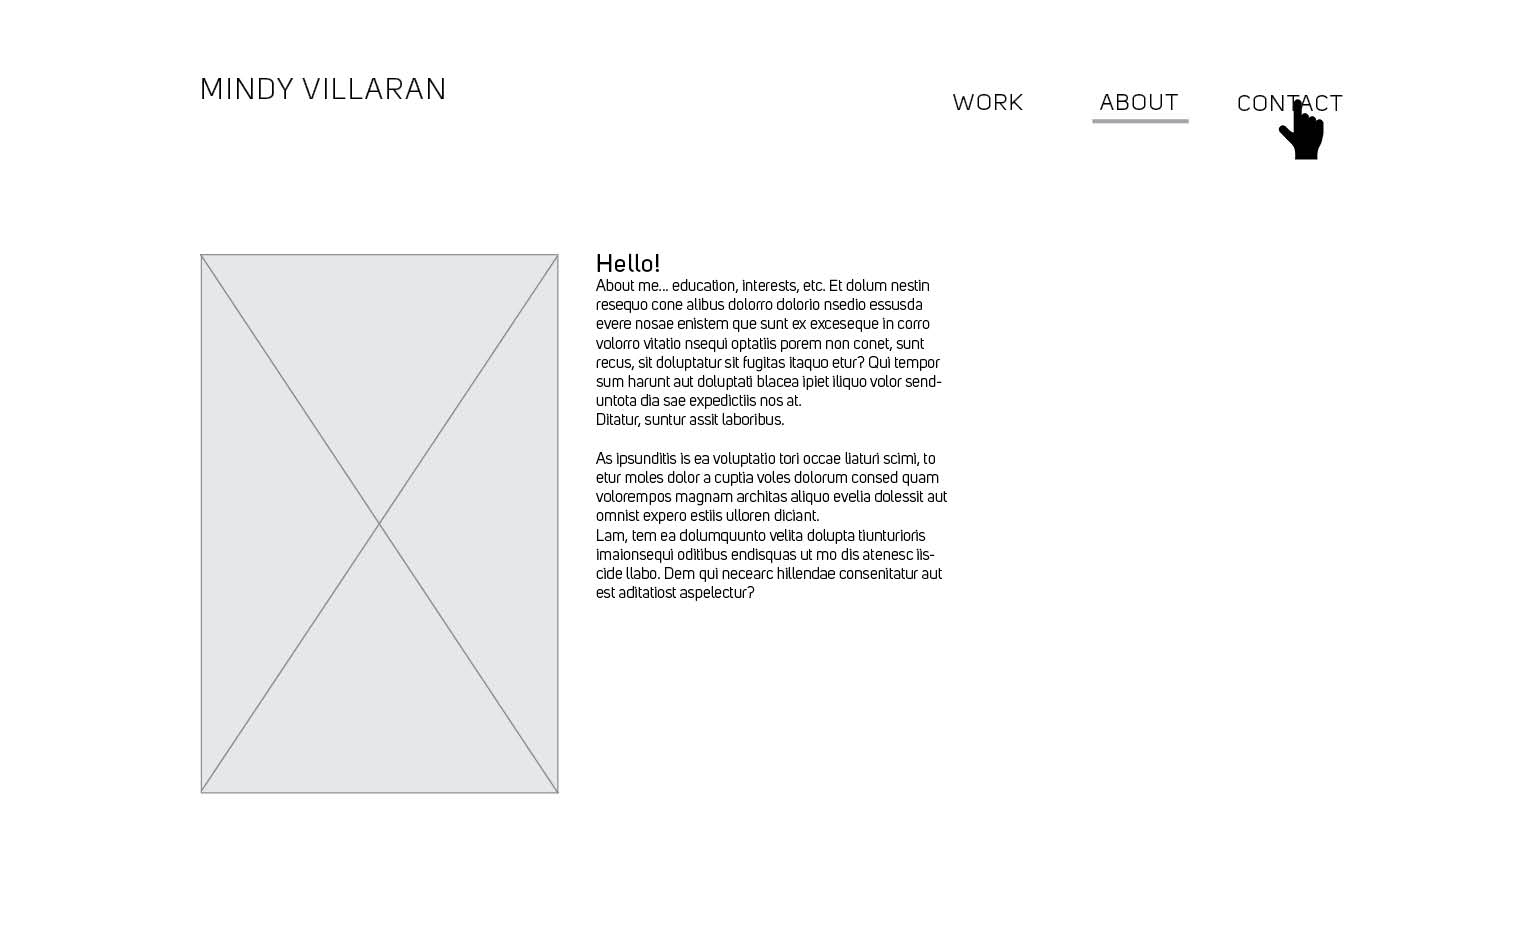 MINDY VILLARAN
WORK ABOUT CONTACT
Hello!
About me... education, interests, etc. Et dolum nestin
resequo cone alibus dolorro dolorio nsedio essusda
evere nosae enistem que sunt ex exceseque in corro
volorro vitatio nsequi optatiis porem non conet, sunt
recus, sit doluptatur sit fugitas itaquo etur? Qui tempor
sum harunt aut doluptati blacea ipiet iliquo volor send-
untota dia sae expedictiis nos at.
Ditatur, suntur assit laboribus.
As ipsunditis is ea voluptatio tori occae liaturi scimi, to
etur moles dolor a cuptia voles dolorum consed quam
volorempos magnam architas aliquo evelia dolessit aut
omnist expero estiis ulloren diciant.
Lam, tem ea dolumquunto velita dolupta tiunturioris
imaionsequi oditibus endisquas ut mo dis atenesc iis-
cide llabo. Dem qui necearc hillendae consenitatur aut
est aditatiost aspelectur?